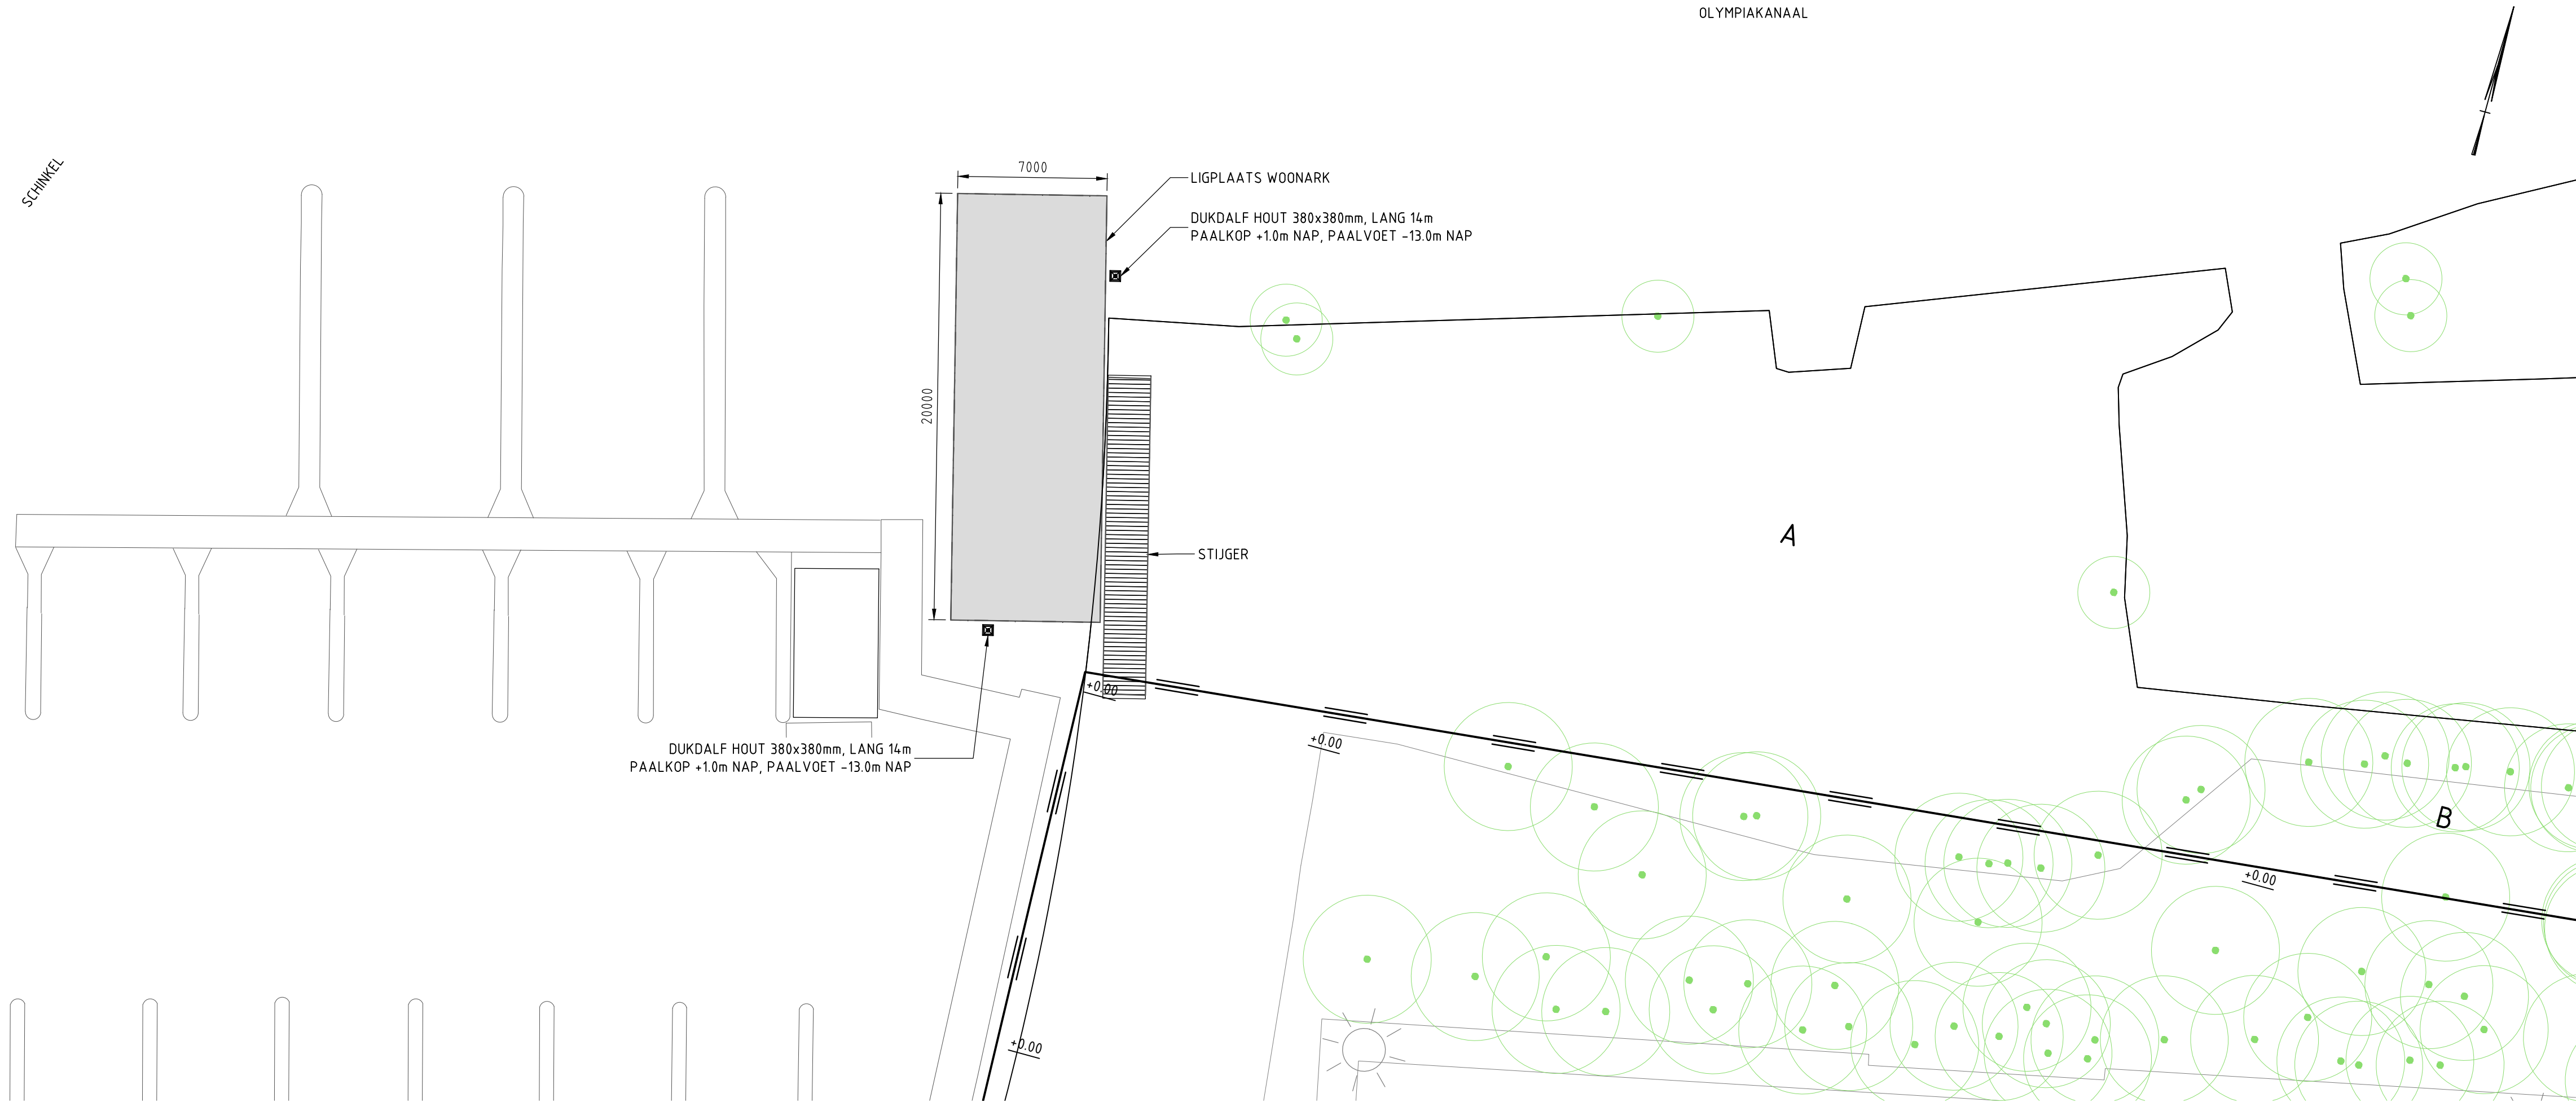 OLYMPIAKANAAL
SCHINKEL
7000
LIGPLAATS WOONARK
DUKDALF HOUT 380x380mm, LANG 14m
PAALKOP +1.0m NAP, PAALVOET -13.0m NAP
20000
A
STIJGER
+0.00
+0.00
DUKDALF HOUT 380x380mm, LANG 14m
PAALKOP +1.0m NAP, PAALVOET -13.0m NAP
B
+0.00
+0.00